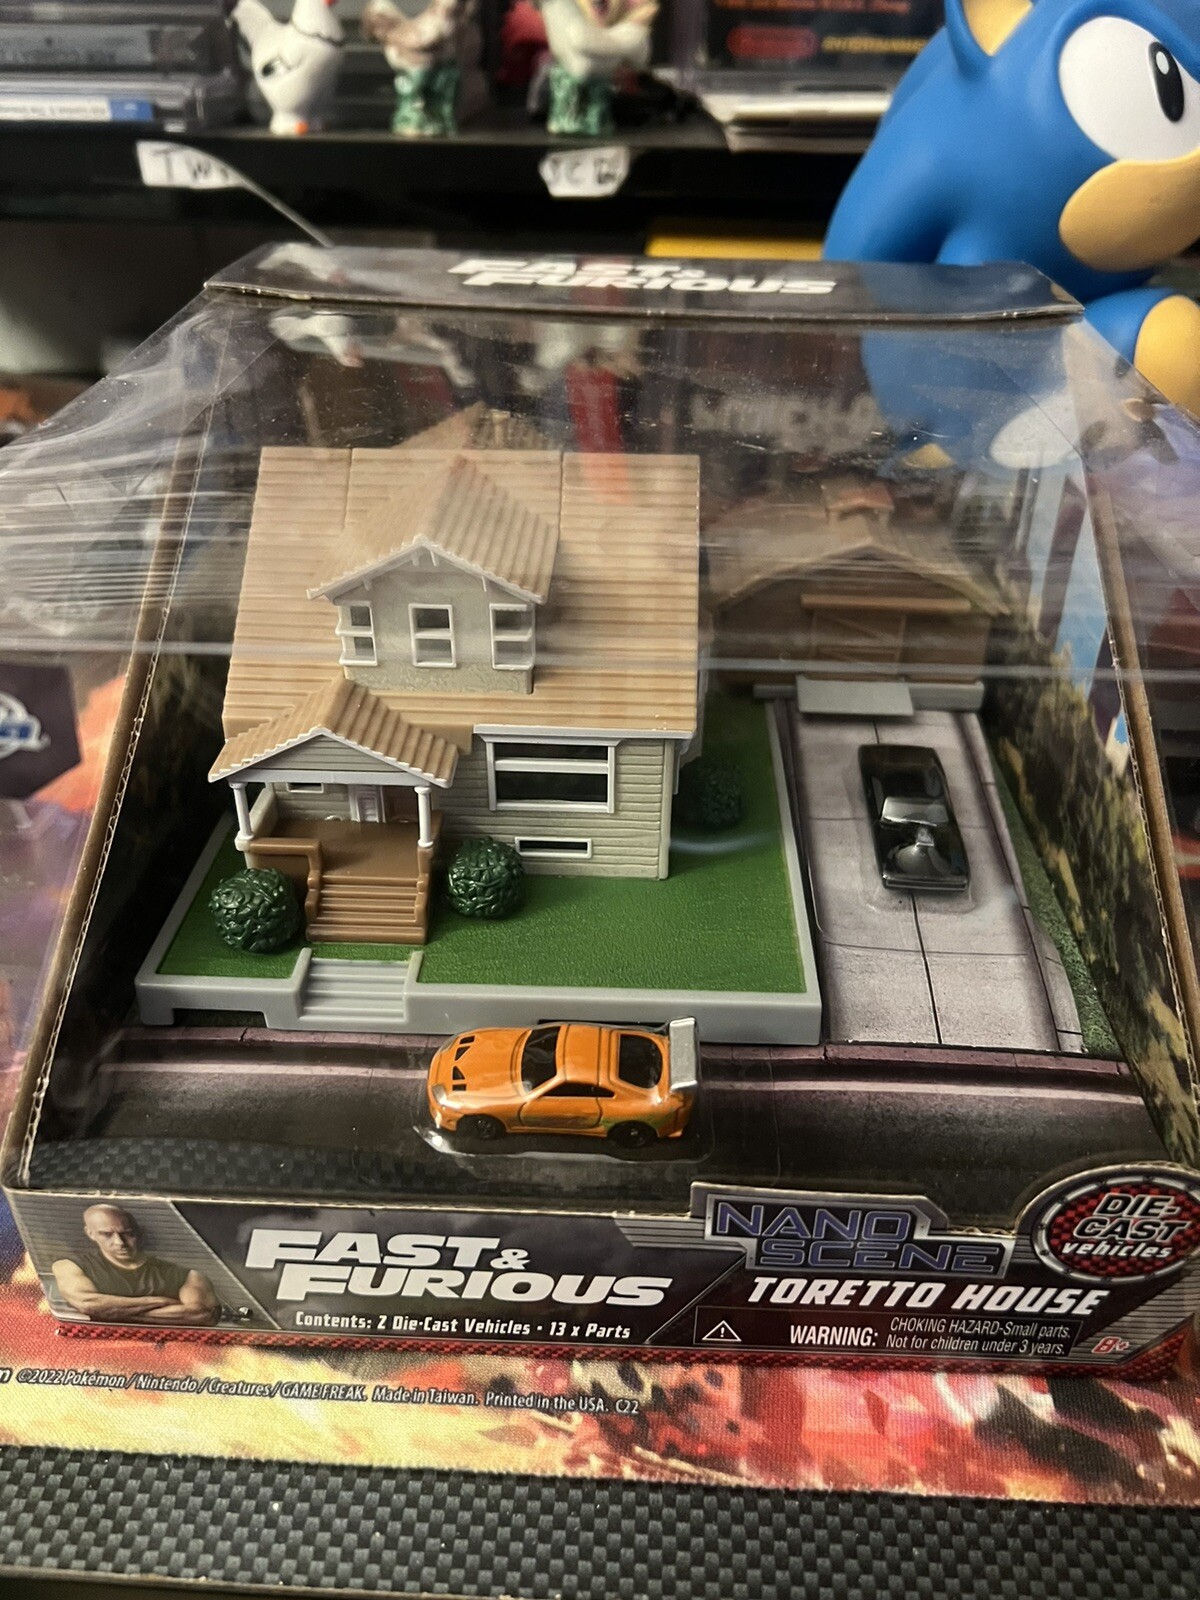 FAST &
FURIOUS
FAST &
FURIOUS
Contents: 2 Die-Cast Vehicles • 13 x Parts
NANO
SCENE
TORETTO HOUSE
DIE-
CAST
vehicles
WARNING: CHOKING HAZARD-Small parts.
Not for children under 3 years.
8+
©2022 Pokémon / Nintendo / Creatures / GAME FREAK. Made in Taiwan. Printed in the USA. C22